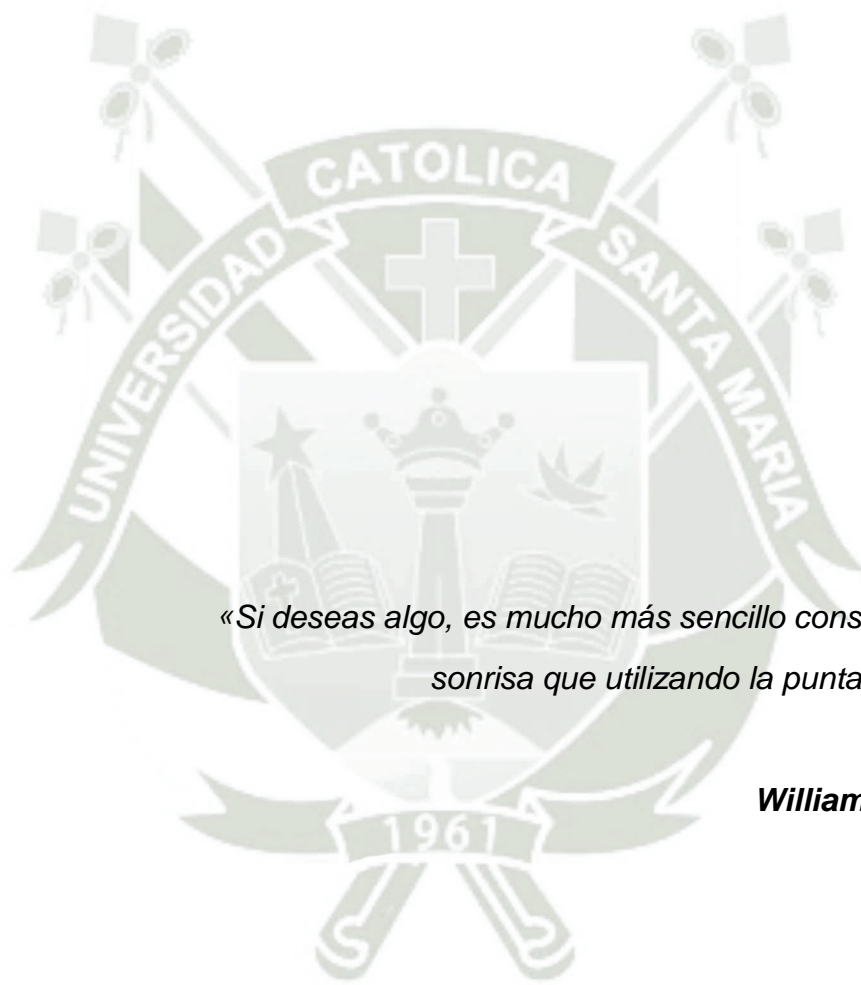 CATOLICA
UNIVERSIDAD
SANTA MARIA
«Si deseas algo, es mucho más sencillo cons
sonrisa que utilizando la punta
William
1961